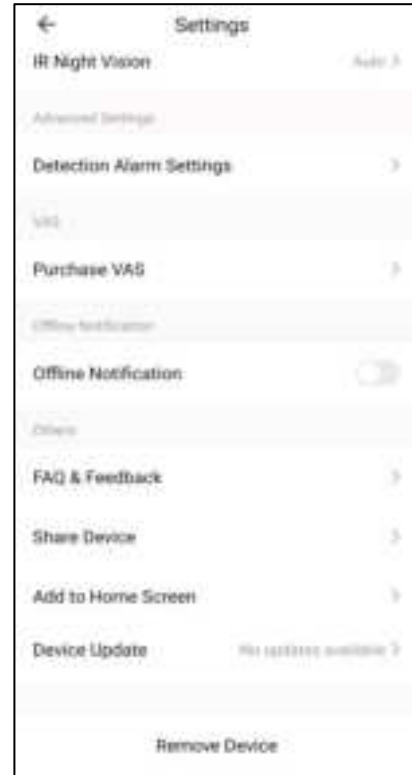 Settings
IR Night Vision Auto
Advanced Settings
Detection Alarm Settings
VAS
Purchase VAS
Offline Notification
Offline Notification
Others
FAQ & Feedback
Share Device
Add to Home Screen
Device Update No updates available
Remove Device